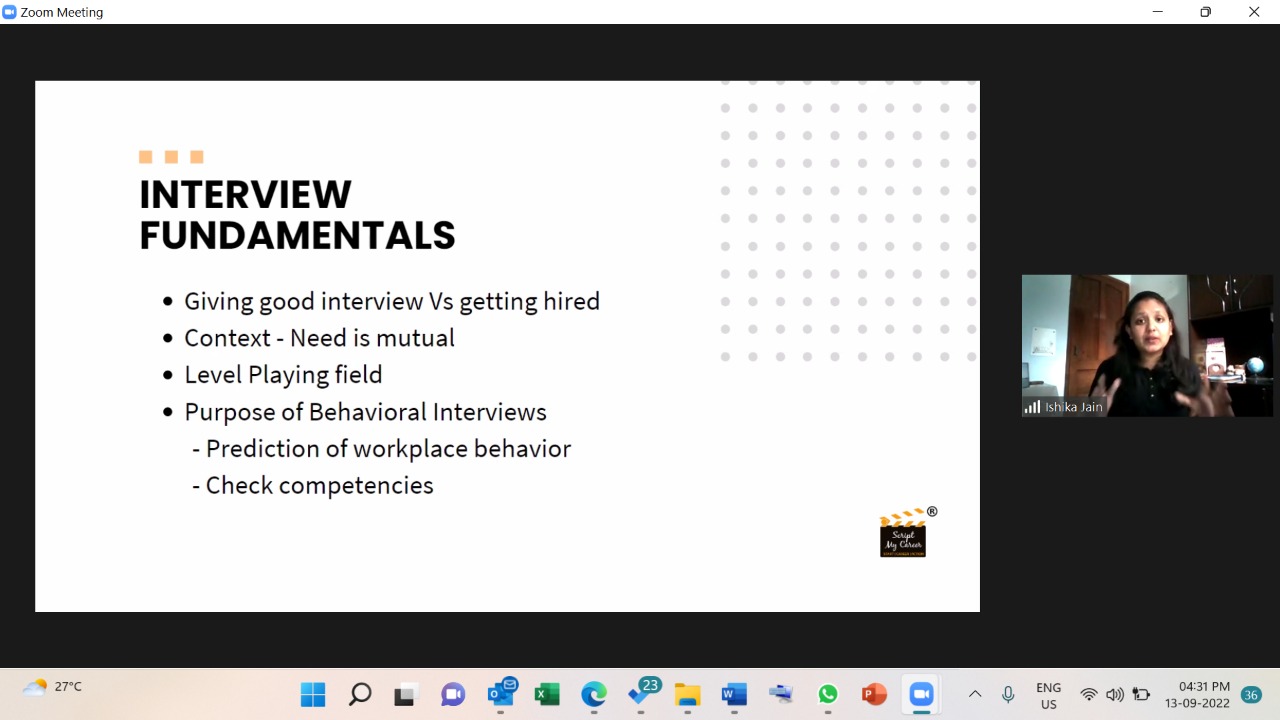 Zoom Meeting
INTERVIEW
FUNDAMENTALS
Giving good interview Vs getting hired
Context - Need is mutual
Level Playing field
Purpose of Behavioral Interviews
- Prediction of workplace behavior
- Check competencies
®
Script
My Career
Ishika Jain
27°C
23
ENG
US
04:31 PM
13-09-2022
36